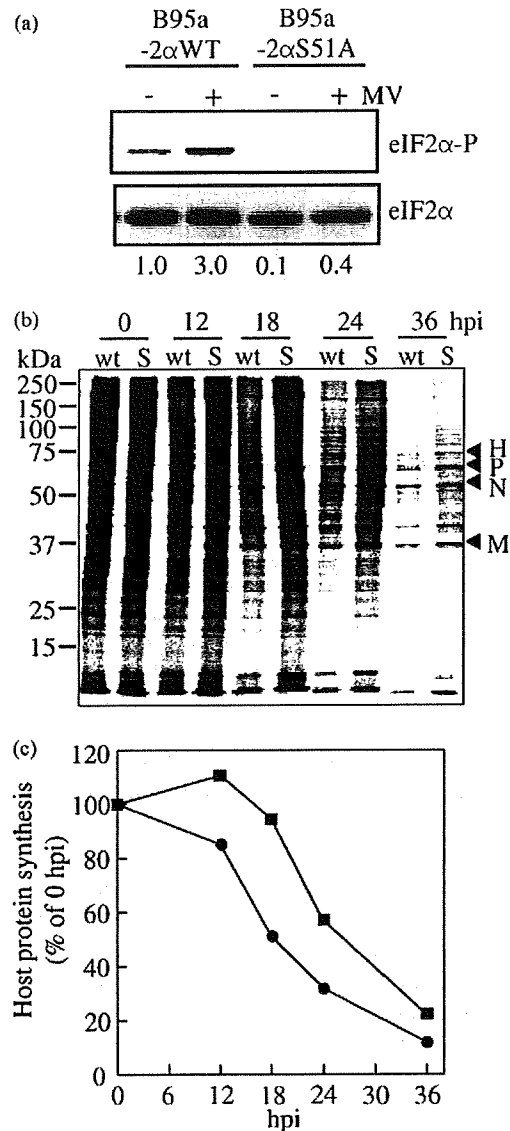 (a)
B95a B95a
-2αWT -2αS51A
- + - + MV
eIF2α-P
eIF2α
1.0 3.0 0.1 0.4
(b)
0 12 18 24 36 hpi
kDa wt S wt S wt S wt S wt S
250
150
100
75
50
37
25
15
H
P
N
M
(c)
Host protein synthesis
(% of 0 hpi)
120
100
80
60
40
20
0
0 6 12 18 24 30 36
hpi